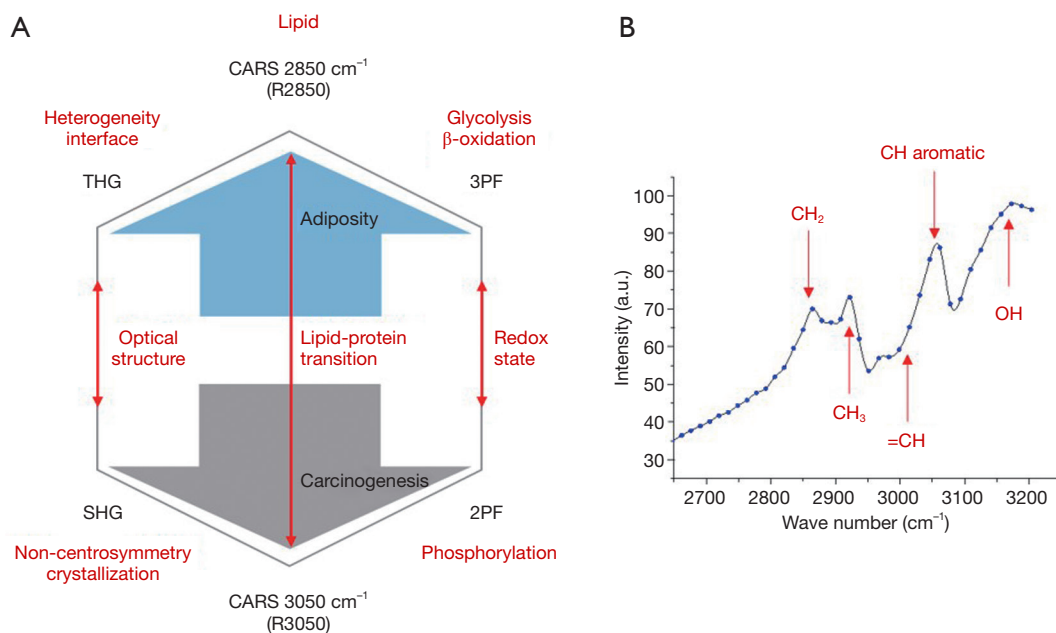 A
Lipid
CARS 2850 cm⁻¹
(R2850)
Heterogeneity
interface
Glycolysis
β-oxidation
THG
3PF
Adiposity
Optical
structure
Lipid-protein
transition
Redox
state
Carcinogenesis
SHG
2PF
Non-centrosymmetry
crystallization
Phosphorylation
CARS 3050 cm⁻¹
(R3050)
B
CH aromatic
CH₂
CH₃
=CH
OH
Intensity (a.u.)
100
90
80
70
60
50
40
30
2700 2800 2900 3000 3100 3200
Wave number (cm⁻¹)